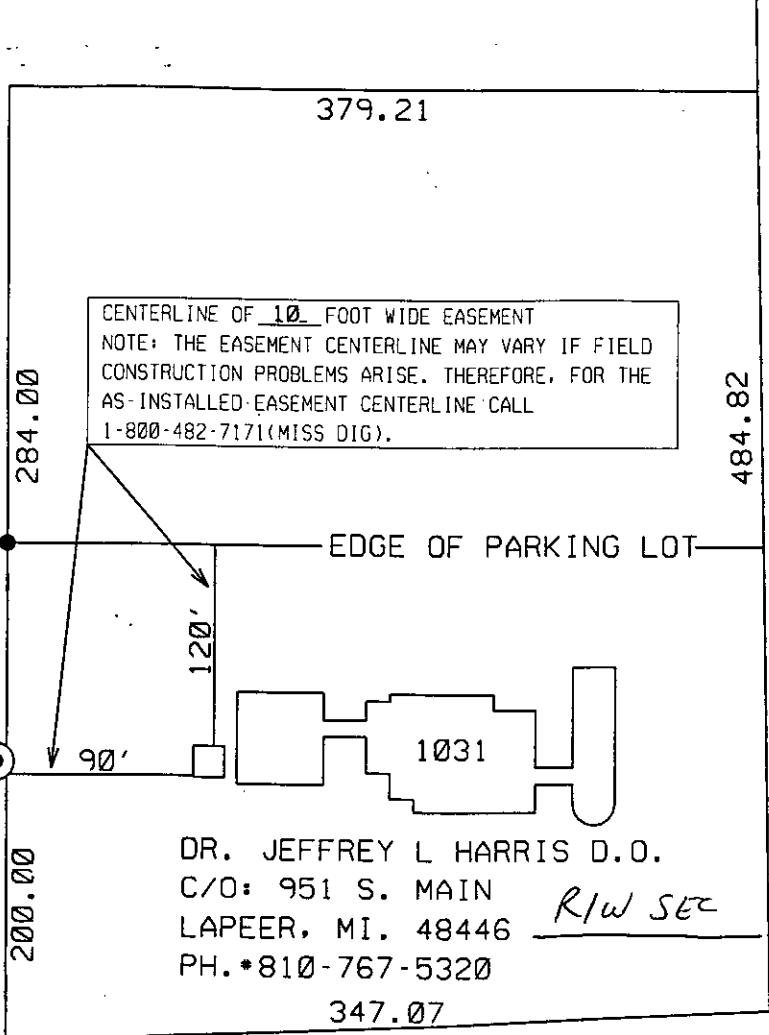 379.21
CENTERLINE OF 10 FOOT WIDE EASEMENT
NOTE: THE EASEMENT CENTERLINE MAY VARY IF FIELD
CONSTRUCTION PROBLEMS ARISE. THEREFORE, FOR THE
AS-INSTALLED EASEMENT CENTERLINE CALL
1-800-482-7171(MISS DIG).
284.00
484.82
EDGE OF PARKING LOT
120'
90'
1031
200.00
DR. JEFFREY L HARRIS D.O.
C/O: 951 S. MAIN
LAPEER, MI. 48446
R/W SEC
PH.*810-767-5320
347.07